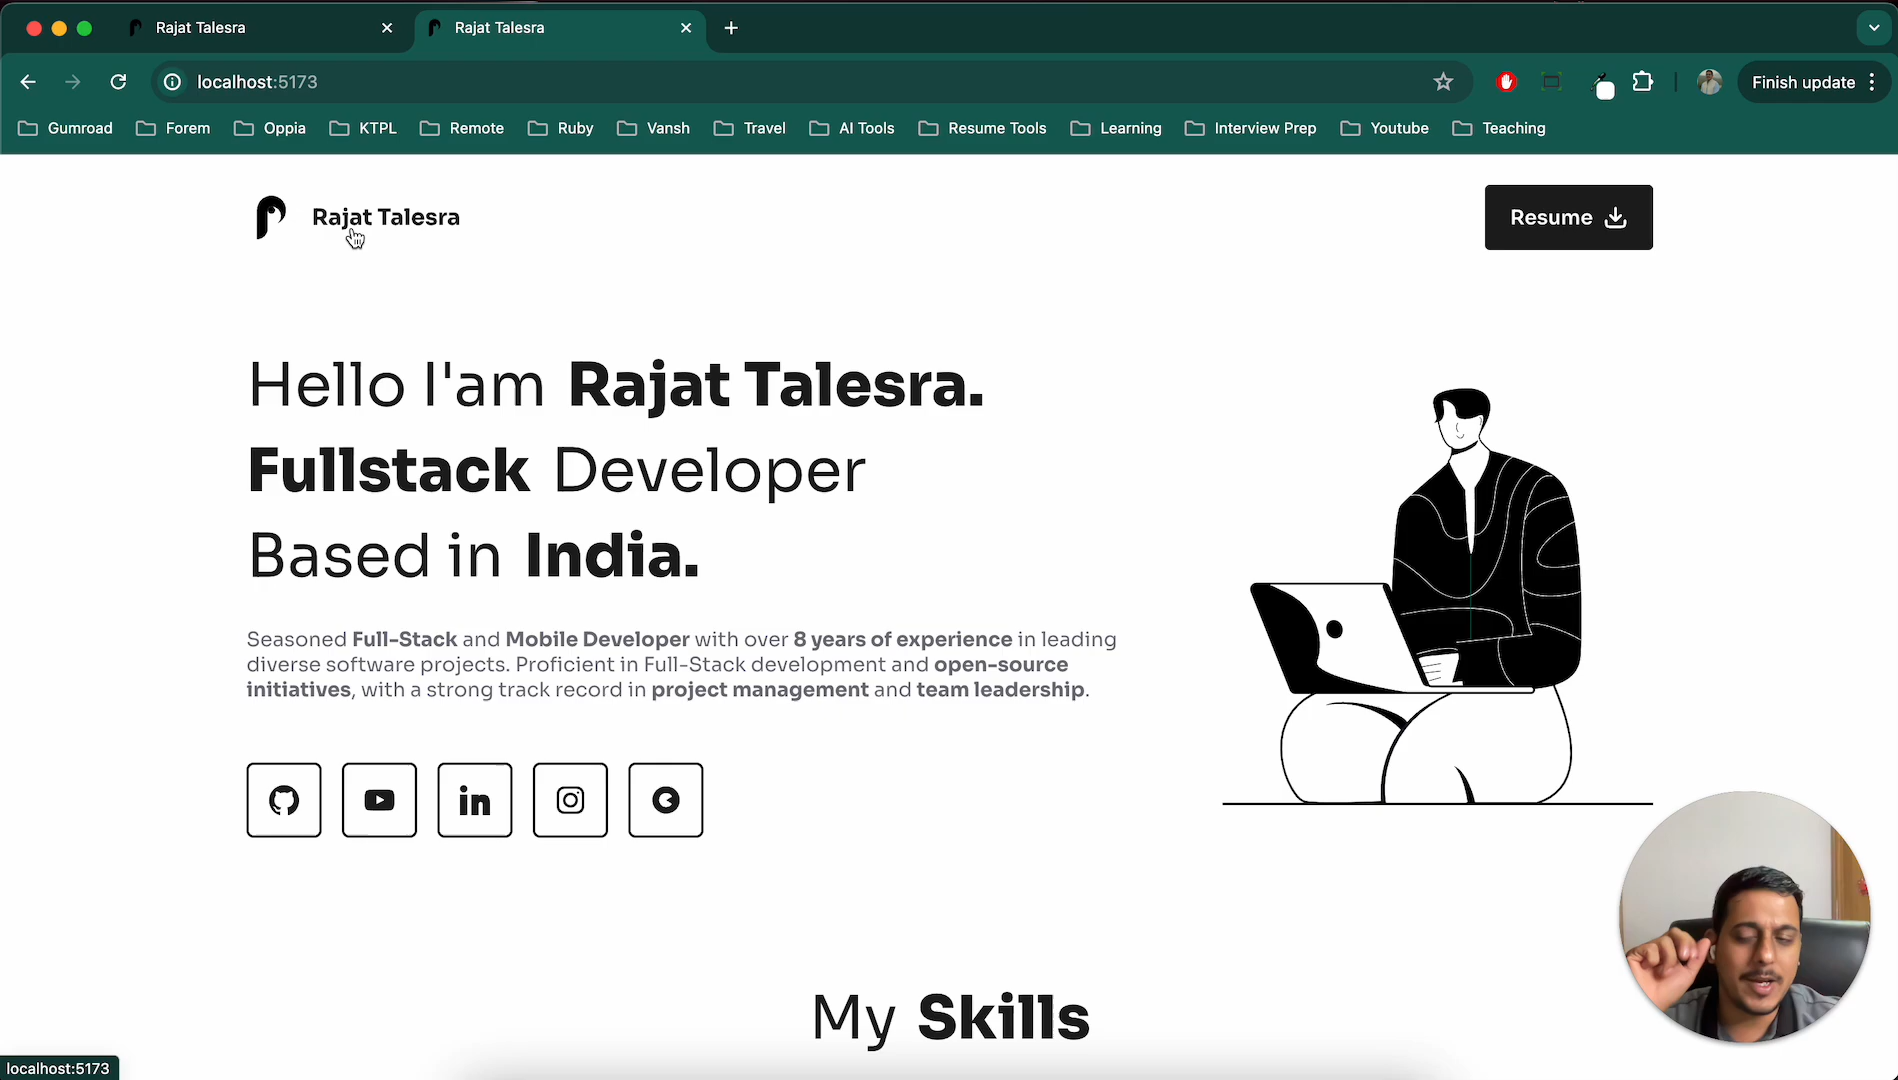 Rajat Talesra
Rajat Talesra
localhost:5173
Finish update
Gumroad
Forem
Oppia
KTPL
Remote
Ruby
Vansh
Travel
AI Tools
Resume Tools
Learning
Interview Prep
Youtube
Teaching
Rajat Talesra
Resume
Hello I'am Rajat Talesra.
Fullstack Developer
Based in India.
Seasoned Full-Stack and Mobile Developer with over 8 years of experience in leading
diverse software projects. Proficient in Full-Stack development and open-source
initiatives, with a strong track record in project management and team leadership.
in
My Skills
localhost:5173